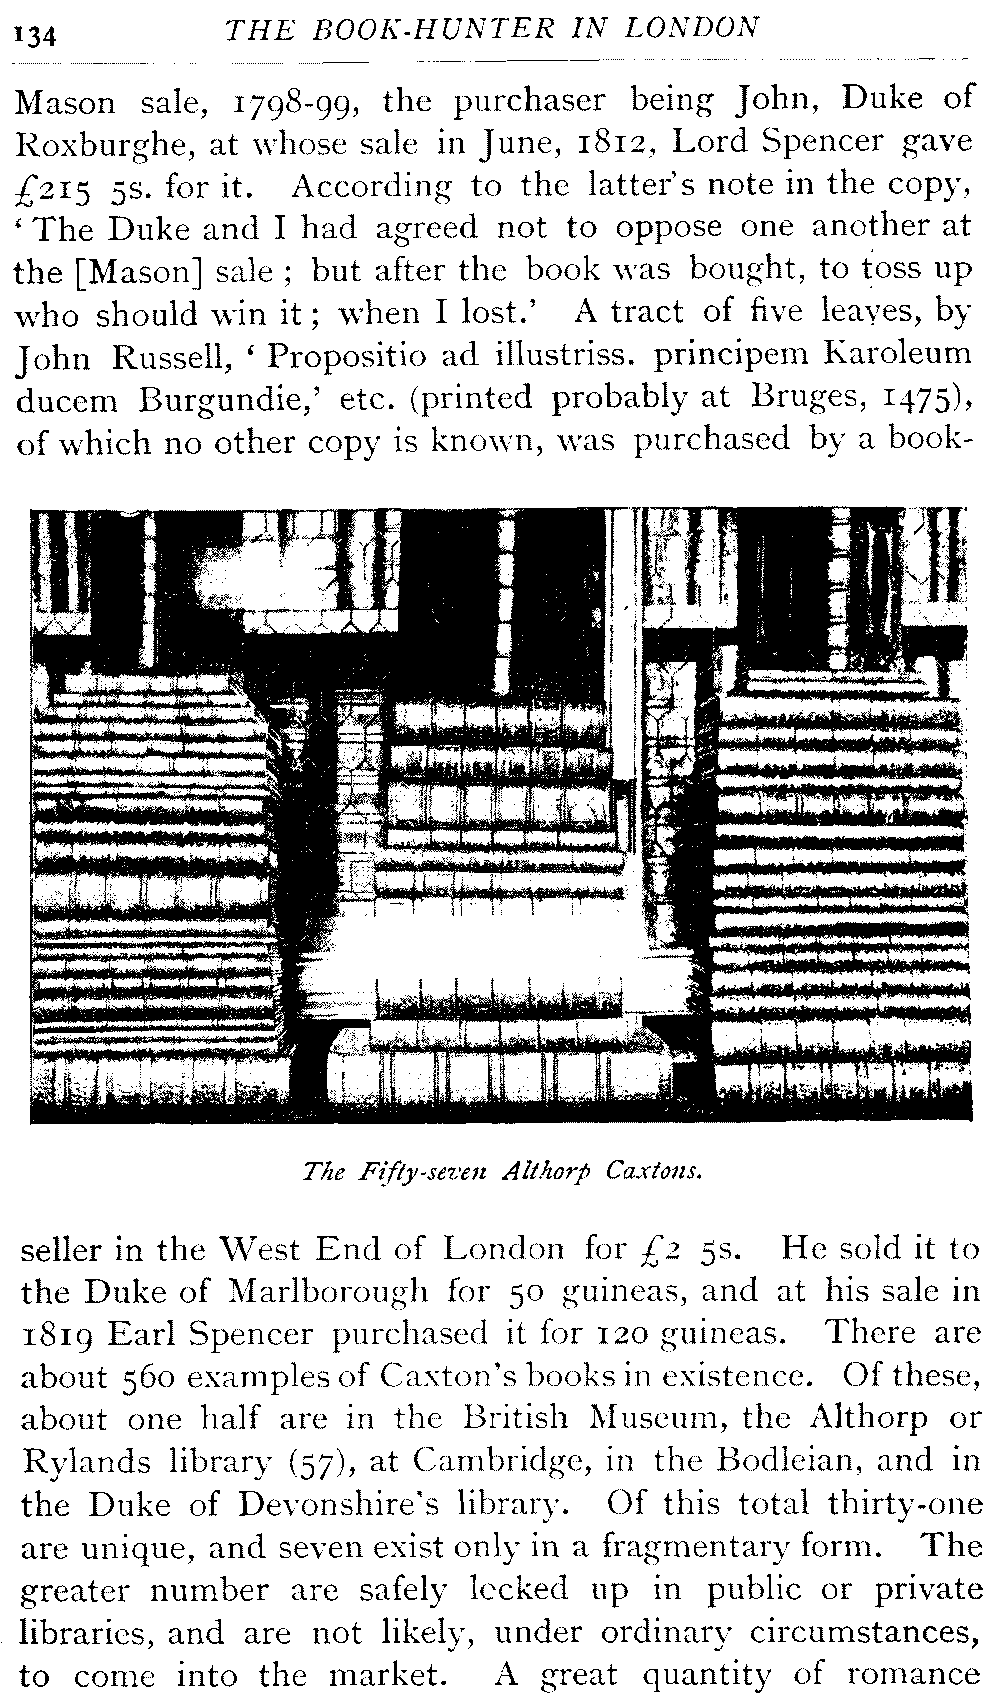 134 THE BOOK-HUNTER IN LONDON
Mason sale, 1798-99, the purchaser being John, Duke of
Roxburghe, at whose sale in June, 1812, Lord Spencer gave
£215 5s. for it. According to the latter's note in the copy,
‘ The Duke and I had agreed not to oppose one another at
the [Mason] sale ; but after the book was bought, to toss up
who should win it ; when I lost.’ A tract of five leaves, by
John Russell, ‘ Propositio ad illustriss. principem Karoleum
ducem Burgundie,’ etc. (printed probably at Bruges, 1475),
of which no other copy is known, was purchased by a book-
The Fifty-seven Althorp Caxtons.
seller in the West End of London for £2 5s. He sold it to
the Duke of Marlborough for 50 guineas, and at his sale in
1819 Earl Spencer purchased it for 120 guineas. There are
about 560 examples of Caxton's books in existence. Of these,
about one half are in the British Museum, the Althorp or
Rylands library (57), at Cambridge, in the Bodleian, and in
the Duke of Devonshire's library. Of this total thirty-one
are unique, and seven exist only in a fragmentary form. The
greater number are safely locked up in public or private
libraries, and are not likely, under ordinary circumstances,
to come into the market. A great quantity of romance